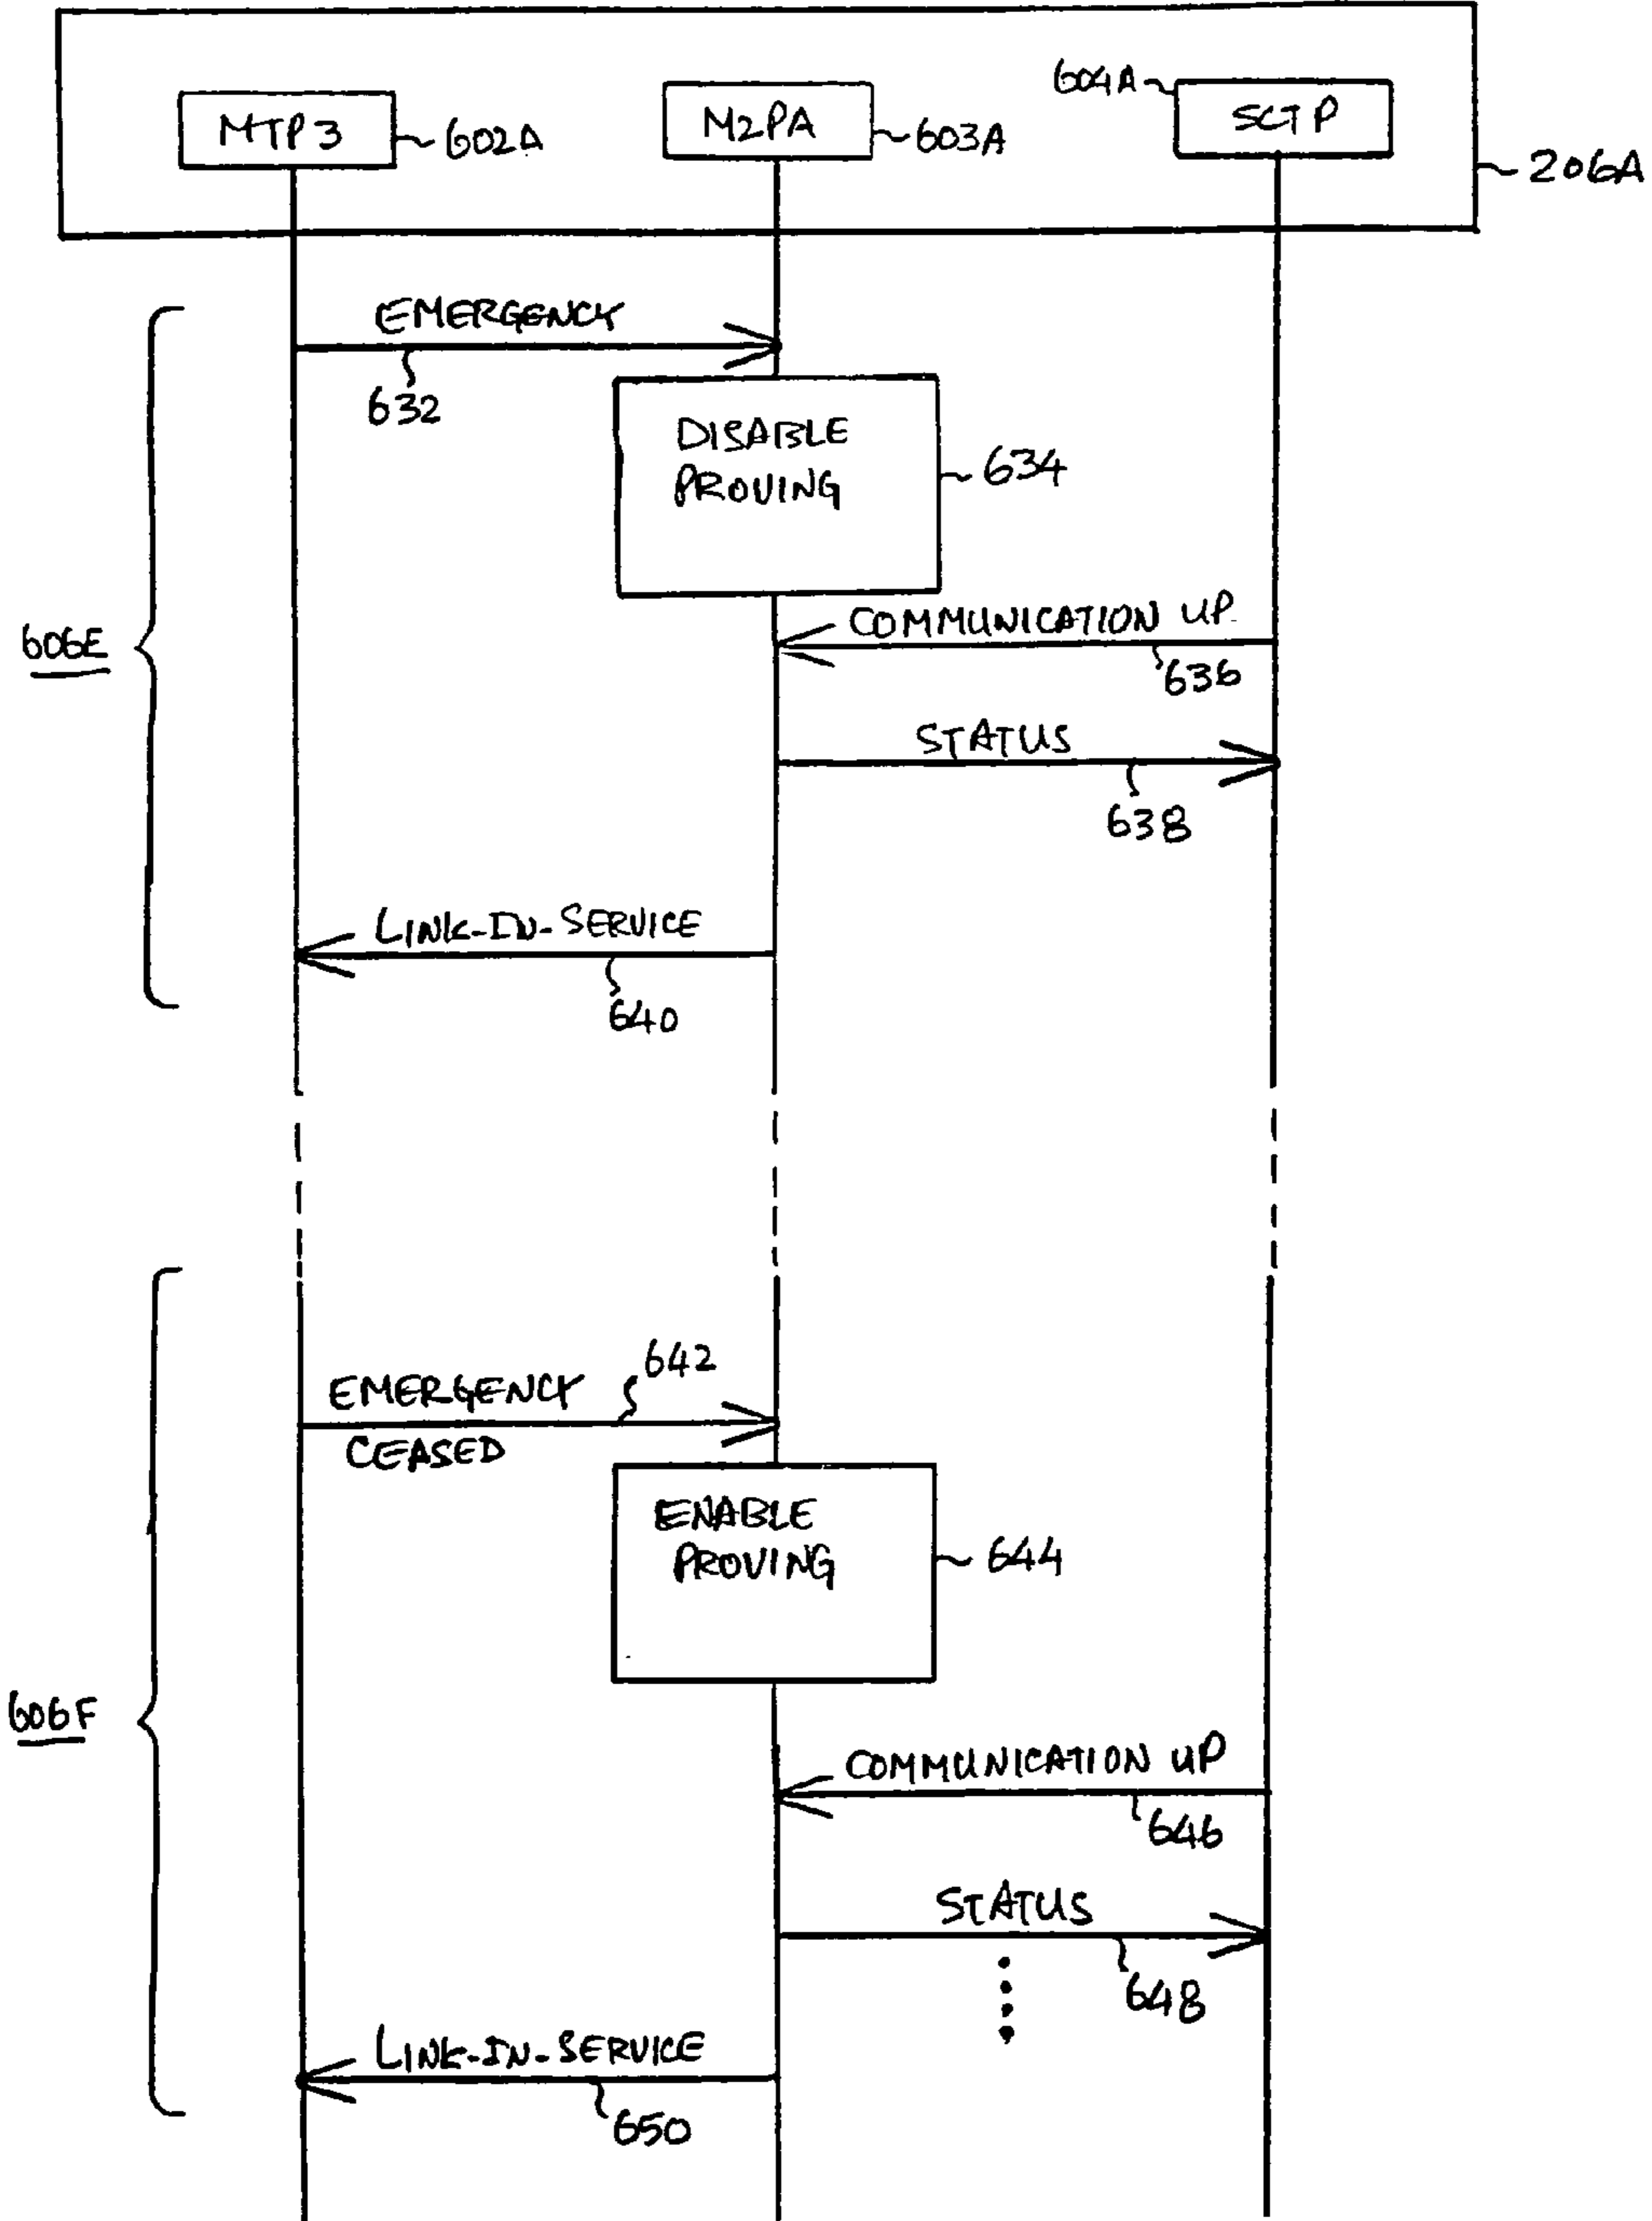 MTP3
602A
M2PA
603A
604A
SCTP
206A
EMERGENCY
632
DISABLE
PROVING
634
606E
COMMUNICATION UP
636
STATUS
638
LINK-IN-SERVICE
640
642
EMERGENCY
CEASED
ENABLE
PROVING
644
606F
COMMUNICATION UP
646
STATUS
648
LINK-IN-SERVICE
650